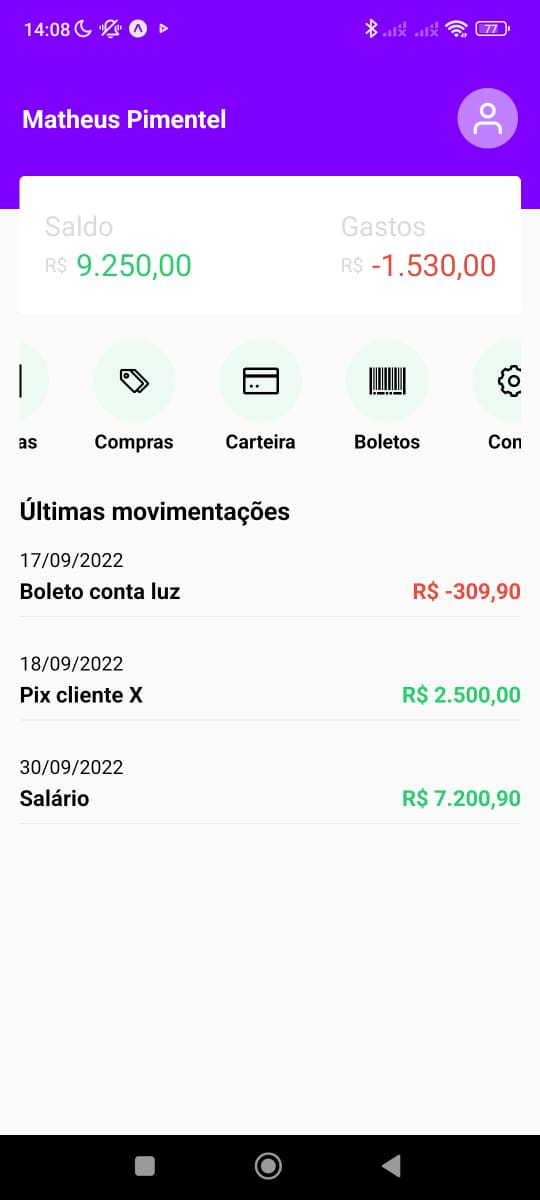 14:08 77
Matheus Pimentel
Saldo Gastos
R$ 9.250,00 R$ -1.530,00
as Compras Carteira Boletos Con
Últimas movimentações
17/09/2022
Boleto conta luz R$ -309,90
18/09/2022
Pix cliente X R$ 2.500,00
30/09/2022
Salário R$ 7.200,90